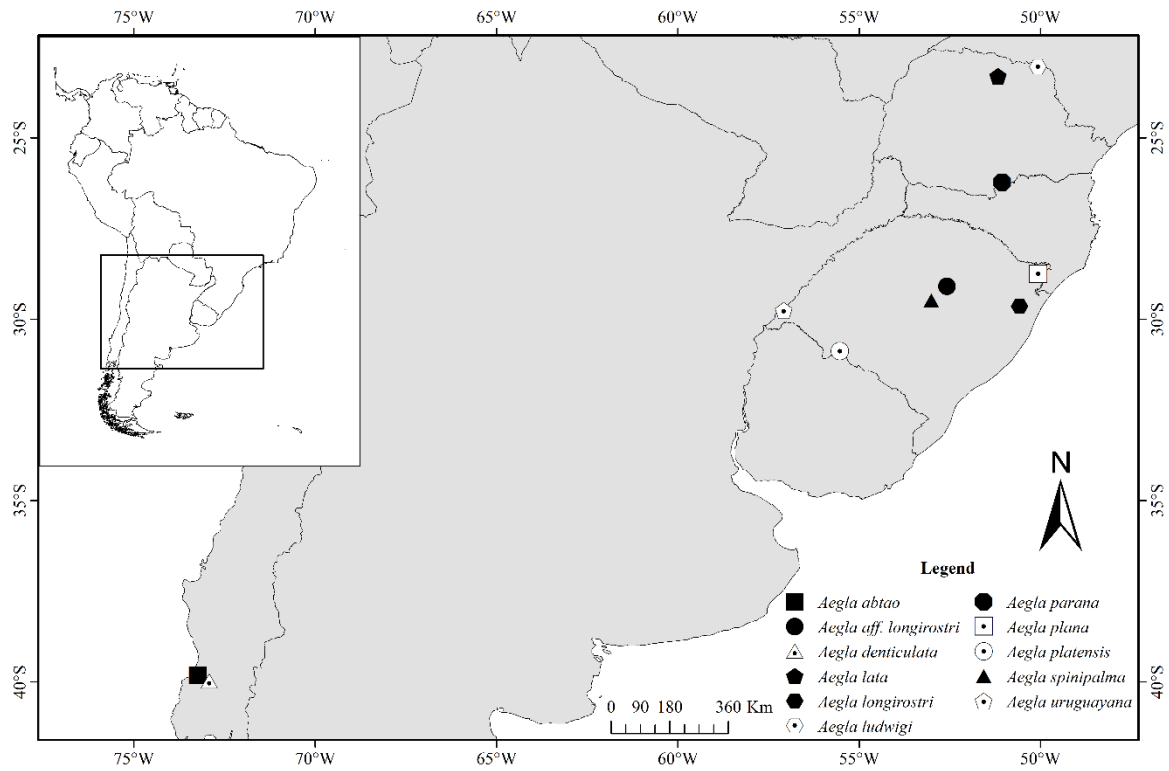 75°W 70°W 65°W 60°W 55°W 50°W
25°S 25°S
30°S 30°S
35°S 35°S
40°S 40°S
N
Legend
Aegla abtao
Aegla aff. longirostri
Aegla denticulata
Aegla lata
Aegla longirostri
Aegla ludwigi
Aegla parana
Aegla plana
Aegla platensis
Aegla spinipalma
Aegla uruguayana
0 90 180 360 Km
75°W 70°W 65°W 60°W 55°W 50°W